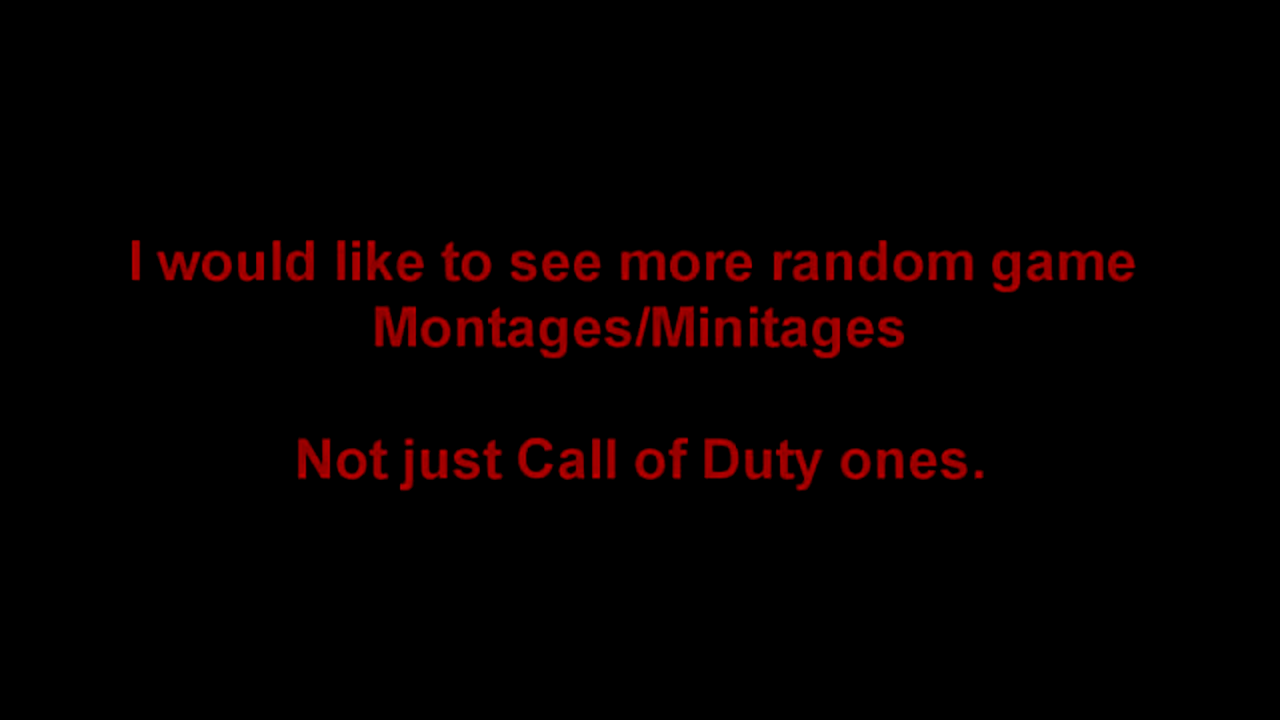 I would like to see more random game
Montages/Minitages
Not just Call of Duty ones.